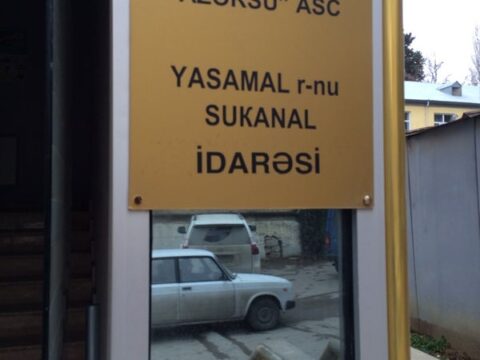 "AZƏRSU" ASC
YASAMAL r-nu
SUKANAL
İDARƏSİ